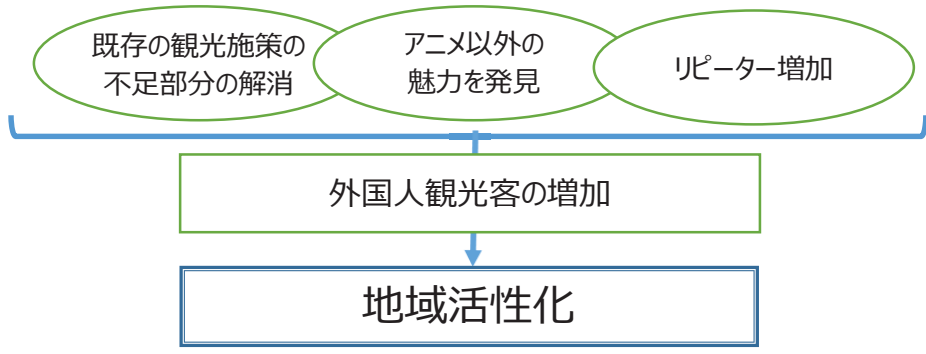 既存の観光施策の
不足部分の解消
アニメ以外の
魅力を発見
リピーター増加
外国人観光客の増加
地域活性化